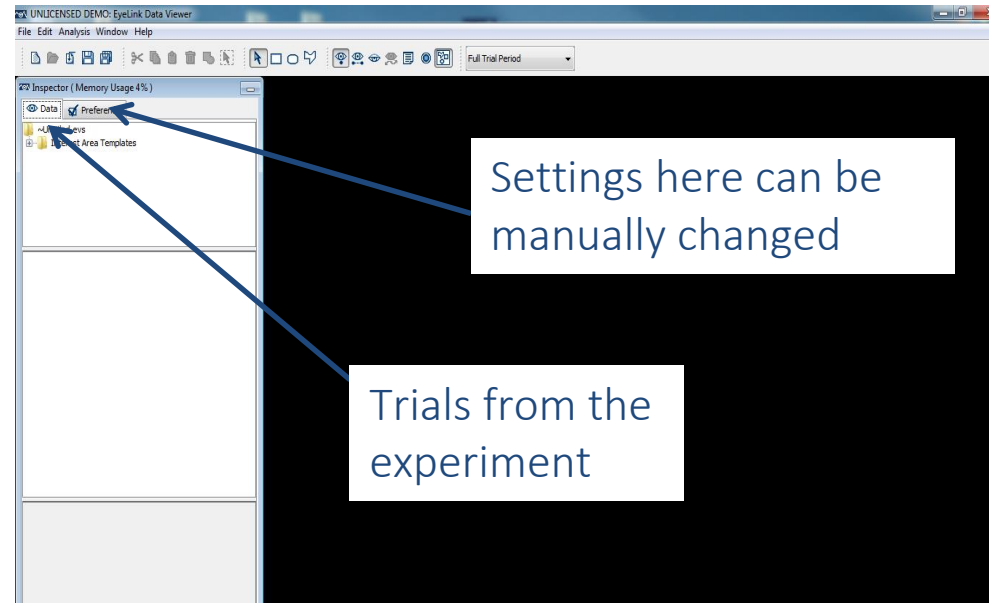 UNLICENSED DEMO: EyeLink Data Viewer
File Edit Analysis Window Help
Full Trial Period
Inspector ( Memory Usage 4% )
Data
Interest Area Templates
Settings here can be
manually changed
Trials from the
experiment